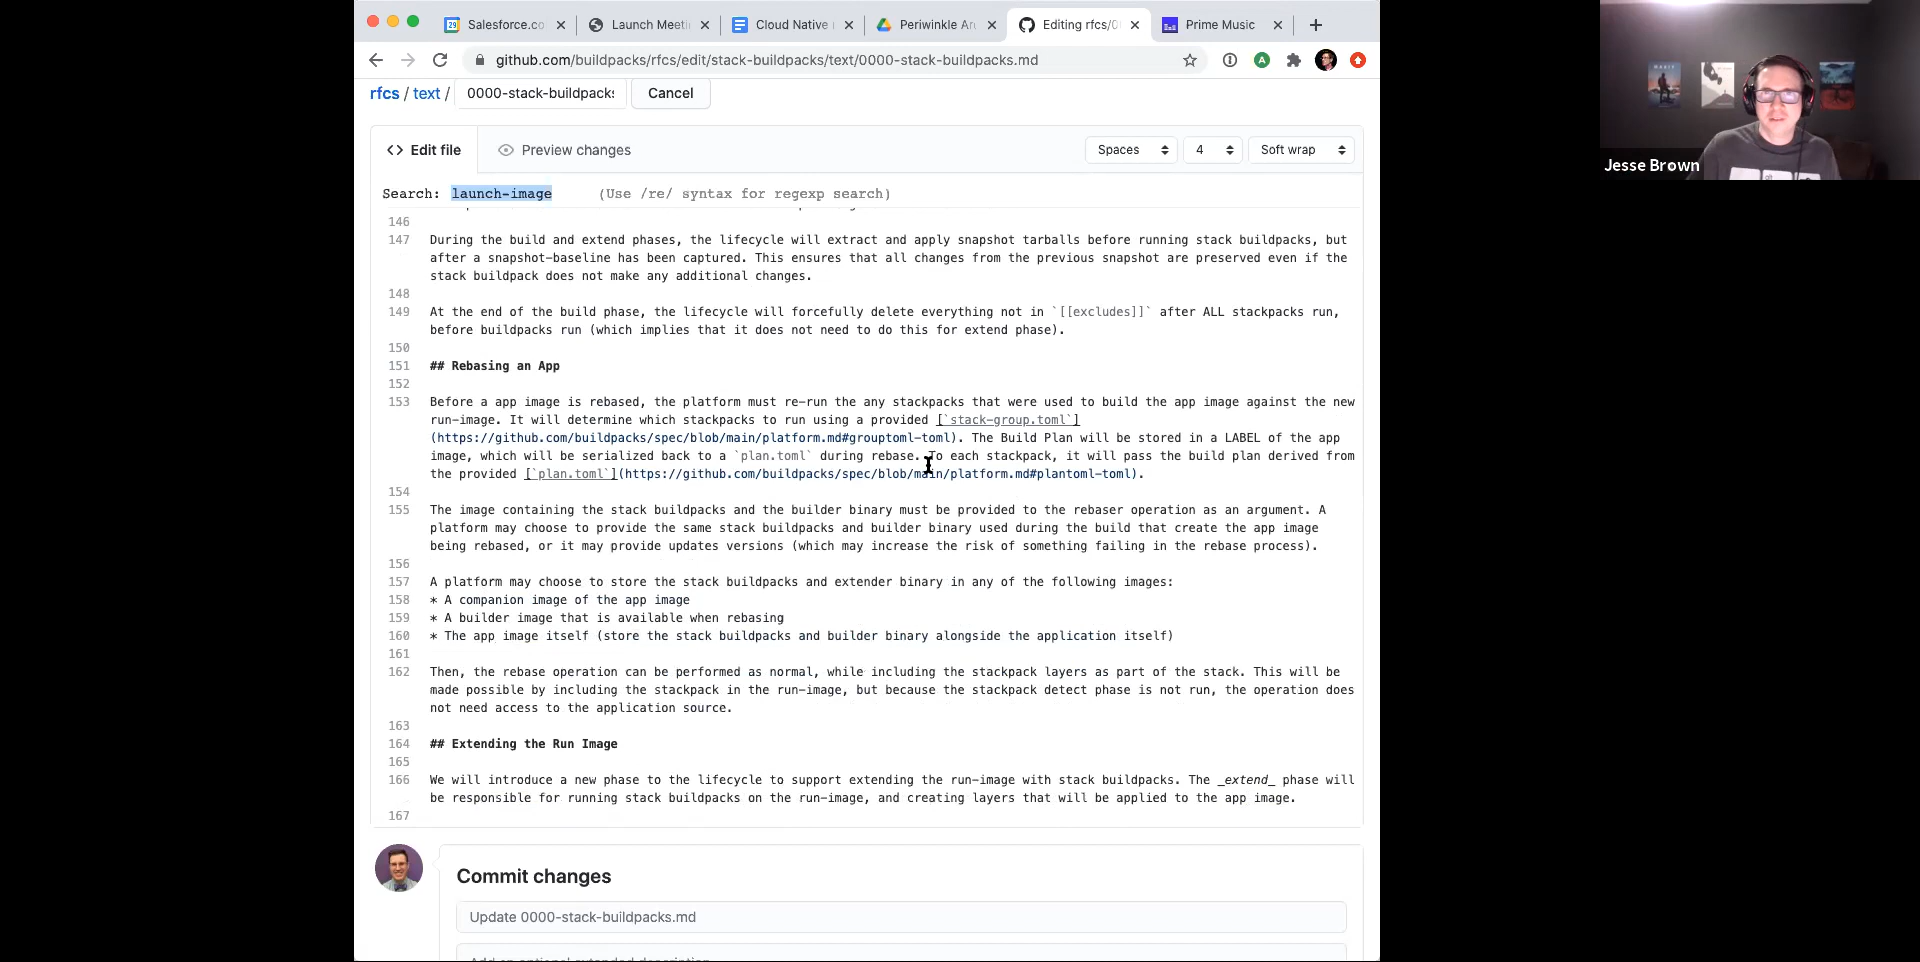 Salesforce.co
Launch Meeti
Cloud Native
Periwinkle Ar
Editing rfcs/0
Prime Music
github.com/buildpacks/rfcs/edit/stack-buildpacks/text/0000-stack-buildpacks.md
rfcs / text / 0000-stack-buildpacks Cancel
<> Edit file Preview changes Spaces 4 Soft wrap
Search: launch-image (Use /re/ syntax for regexp search)
146
147 During the build and extend phases, the lifecycle will extract and apply snapshot tarballs before running stack buildpacks, but
after a snapshot-baseline has been captured. This ensures that all changes from the previous snapshot are preserved even if the
stack buildpack does not make any additional changes.
148
149 At the end of the build phase, the lifecycle will forcefully delete everything not in `[[excludes]]` after ALL stackpacks run,
before buildpacks run (which implies that it does not need to do this for extend phase).
150
151 ## Rebasing an App
152
153 Before a app image is rebased, the platform must re-run the any stackpacks that were used to build the app image against the new
run-image. It will determine which stackpacks to run using a provided [`stack-group.toml`]
(https://github.com/buildpacks/spec/blob/main/platform.md#grouptoml-toml). The Build Plan will be stored in a LABEL of the app
image, which will be serialized back to a `plan.toml` during rebase. To each stackpack, it will pass the build plan derived from
the provided [`plan.toml`](https://github.com/buildpacks/spec/blob/main/platform.md#plantoml-toml).
154
155 The image containing the stack buildpacks and the builder binary must be provided to the rebaser operation as an argument. A
platform may choose to provide the same stack buildpacks and builder binary used during the build that create the app image
being rebased, or it may provide updates versions (which may increase the risk of something failing in the rebase process).
156
157 A platform may choose to store the stack buildpacks and extender binary in any of the following images:
158 * A companion image of the app image
159 * A builder image that is available when rebasing
160 * The app image itself (store the stack buildpacks and builder binary alongside the application itself)
161
162 Then, the rebase operation can be performed as normal, while including the stackpack layers as part of the stack. This will be
made possible by including the stackpack in the run-image, but because the stackpack detect phase is not run, the operation does
not need access to the application source.
163
164 ## Extending the Run Image
165
166 We will introduce a new phase to the lifecycle to support extending the run-image with stack buildpacks. The _extend_ phase will
be responsible for running stack buildpacks on the run-image, and creating layers that will be applied to the app image.
167
Commit changes
Update 0000-stack-buildpacks.md
Jesse Brown